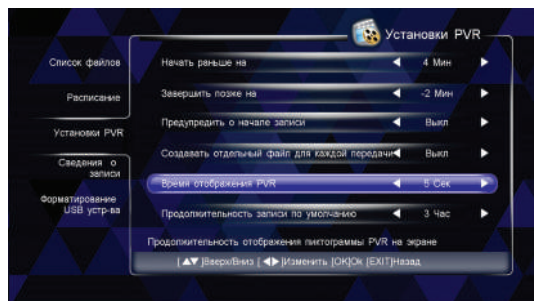 Установки PVR
Список файлов
Расписание
Установки PVR
Сведения о
записи
Форматирование
USB устр-ва
Начать раньше на ◀ 4 Мин ▶
Завершить позже на ◀ -2 Мин ▶
Предупредить о начале записи ◀ Выкл ▶
Создавать отдельный файл для каждой передачи ◀ Выкл ▶
Время отображения PVR ◀ 5 Сек ▶
Продолжительность записи по умолчанию ◀ 3 Час ▶
Продолжительность отображения пиктограммы PVR на экране
[▲▼]Вверх/Вниз [◀▶]Изменить [OK]Ok [EXIT]Назад